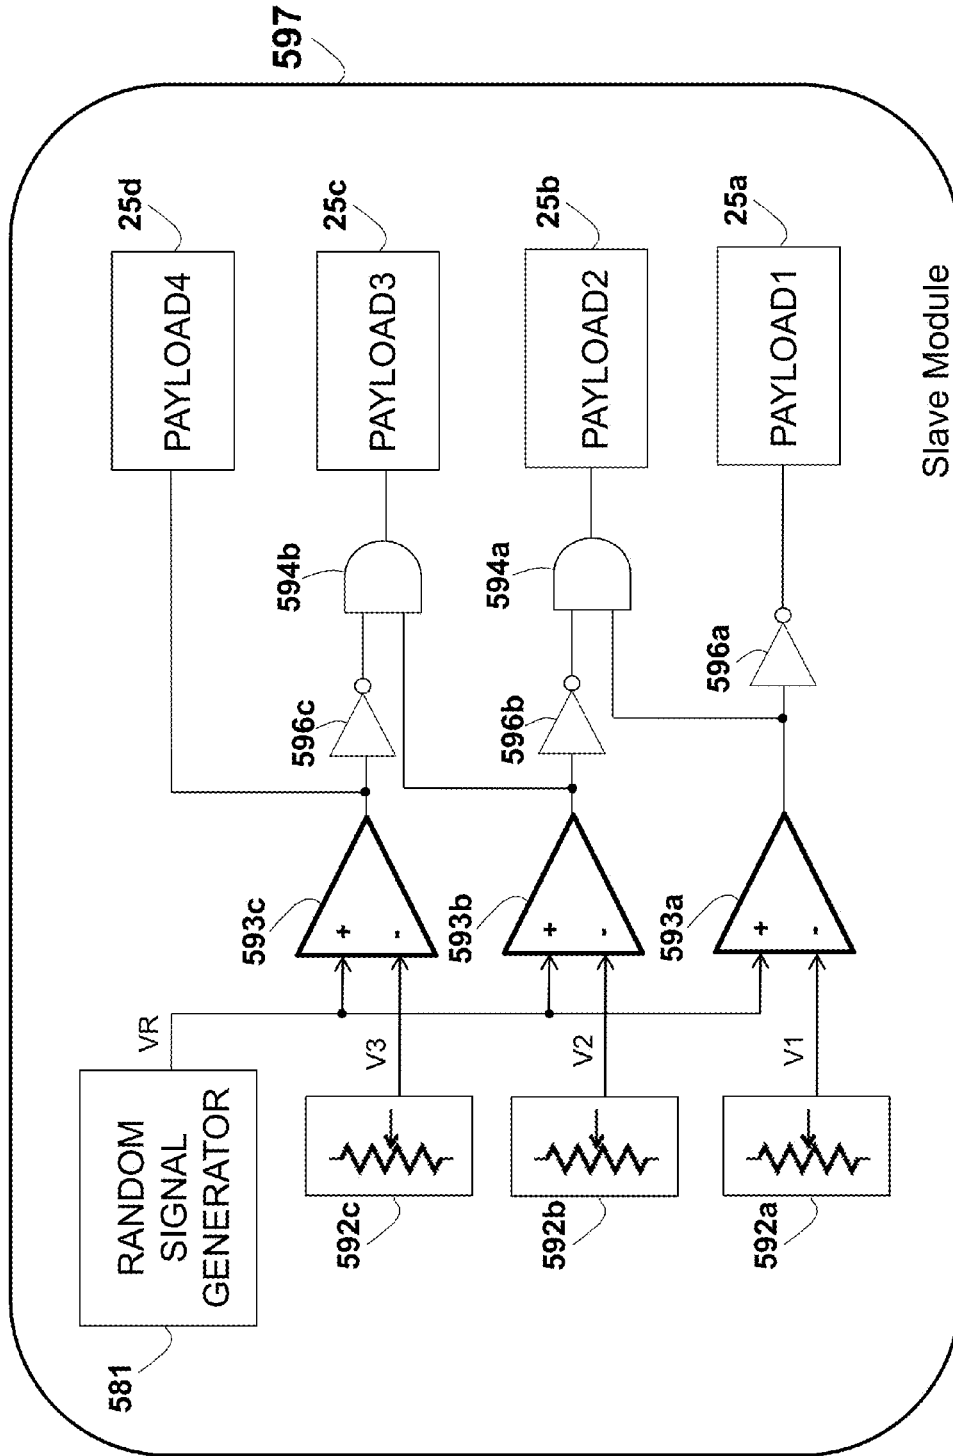 597
581
RANDOM
SIGNAL
GENERATOR
VR
593c
+
-
596c
594b
PAYLOAD4
25d
592c
V3
PAYLOAD3
25c
592b
V2
593b
+
-
596b
594a
PAYLOAD2
25b
592a
V1
593a
+
-
596a
PAYLOAD1
25a
Slave Module